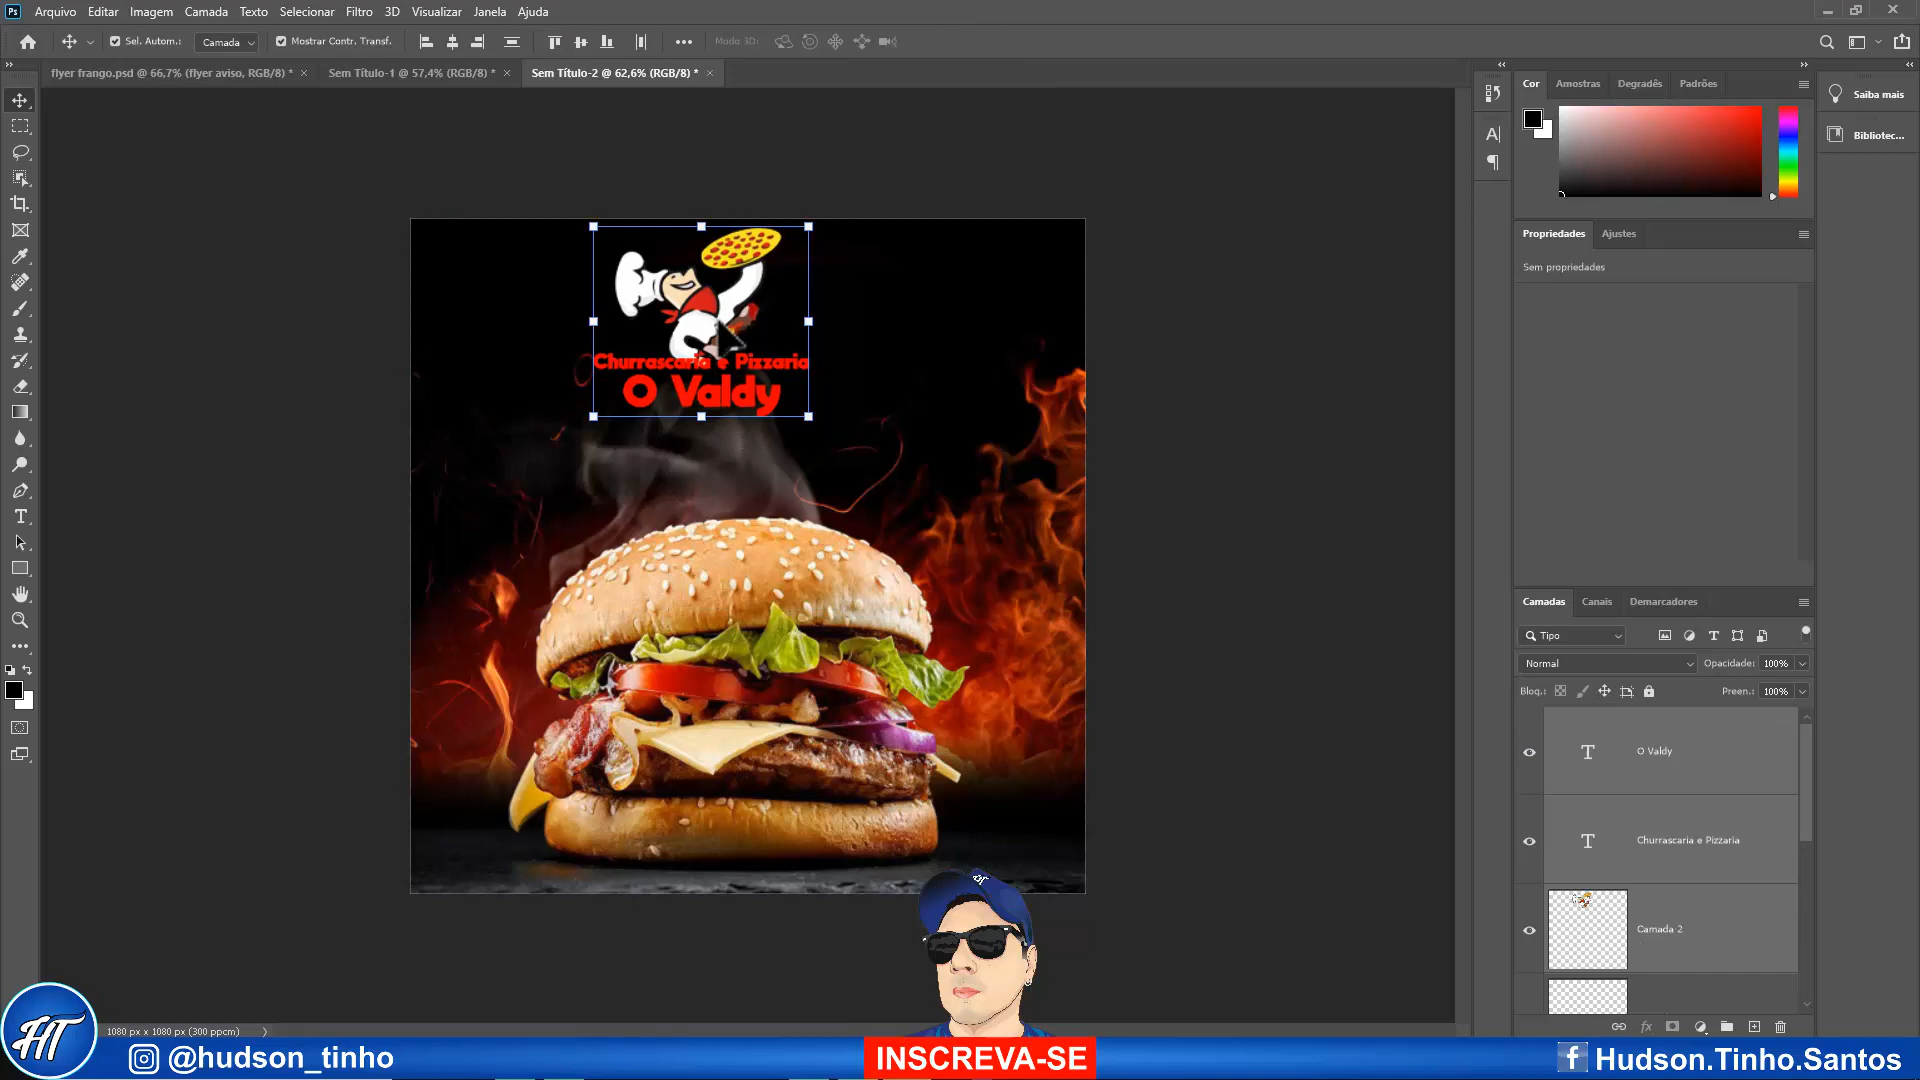 Ps Arquivo Editar Imagem Camada Texto Selecionar Filtro 3D Visualizar Janela Ajuda
Sel. Autom.: Camada Mostrar Contr. Transf. Modo 3D:
flyer frango.psd @ 66,7% (flyer aviso, RGB/8) * Sem Título-1 @ 57,4% (RGB/8) * Sem Título-2 @ 62,6% (RGB/8) *
Cor Amostras Degradês Padrões
Saiba mais
Bibliotec...
Propriedades Ajustes
Sem propriedades
Churrascaria e Pizzaria
O Valdy
Camadas Canais Demarcadores
Tipo
Normal Opacidade: 100%
Bloq.: Preen.: 100%
O Valdy
Churrascaria e Pizzaria
Camada 2
1080 px x 1080 px (300 ppcm)
HT @hudson_tinho INSCREVA-SE Hudson.Tinho.Santos